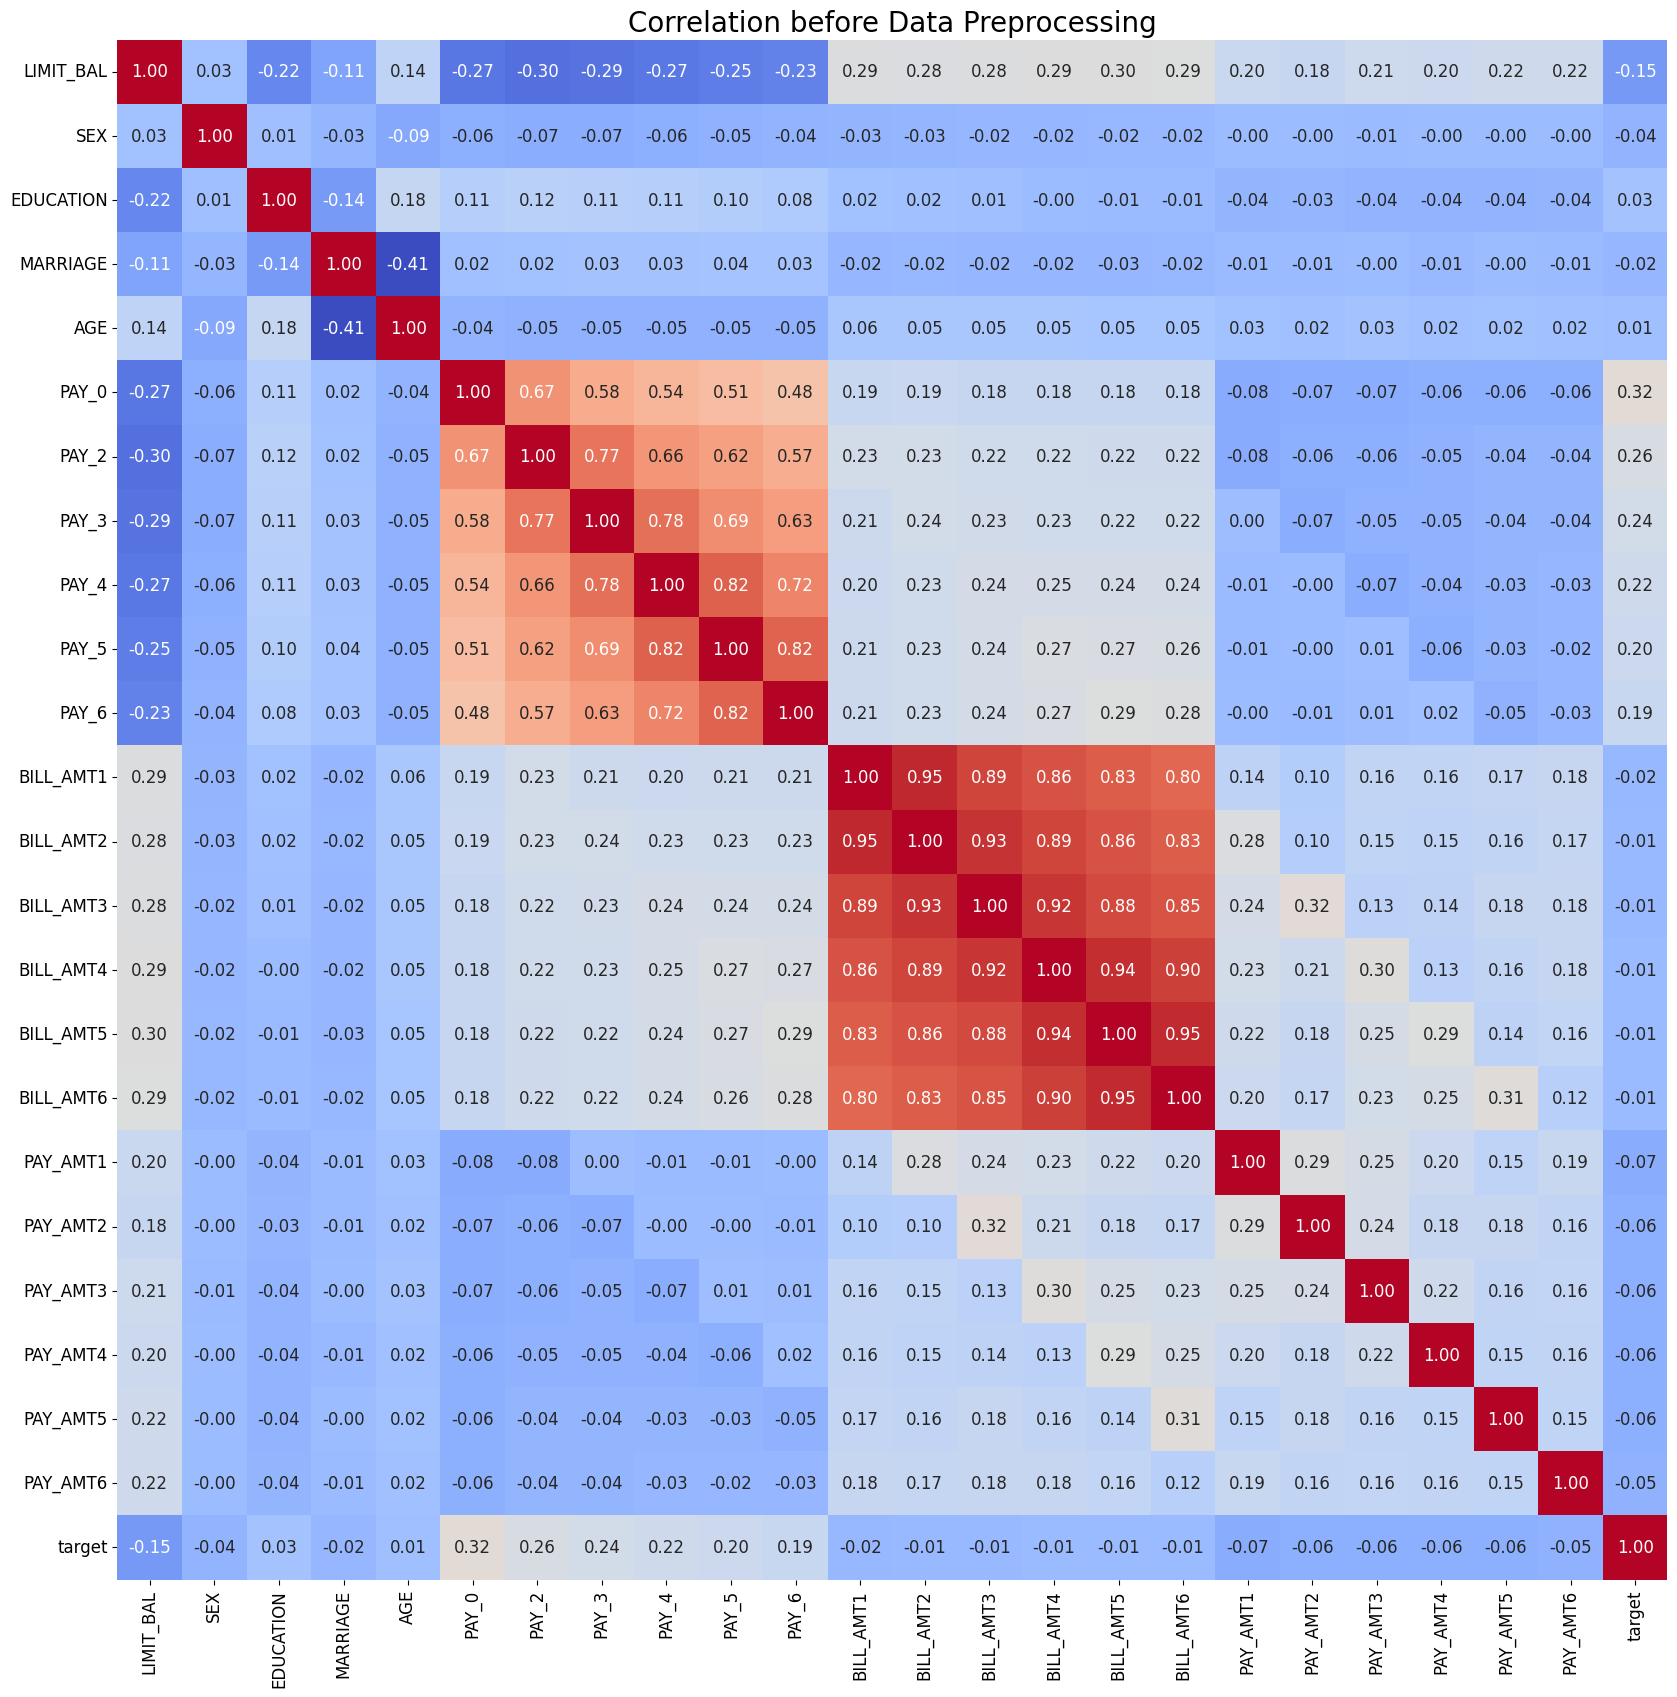 Correlation before Data Preprocessing
LIMIT_BAL 1.00 0.03 -0.22 -0.11 0.14 -0.27 -0.30 -0.29 -0.27 -0.25 -0.23 0.29 0.28 0.28 0.29 0.30 0.29 0.20 0.18 0.21 0.20 0.22 0.22 -0.15
SEX 0.03 1.00 0.01 -0.03 -0.09 -0.06 -0.07 -0.07 -0.06 -0.05 -0.04 -0.03 -0.03 -0.02 -0.02 -0.02 -0.02 -0.00 -0.00 -0.01 -0.00 -0.00 -0.00 -0.04
EDUCATION -0.22 0.01 1.00 -0.14 0.18 0.11 0.12 0.11 0.11 0.10 0.08 0.02 0.02 0.01 -0.00 -0.01 -0.01 -0.04 -0.03 -0.04 -0.04 -0.04 -0.04 0.03
MARRIAGE -0.11 -0.03 -0.14 1.00 -0.41 0.02 0.02 0.03 0.03 0.04 0.03 -0.02 -0.02 -0.02 -0.02 -0.03 -0.02 -0.01 -0.01 -0.00 -0.01 -0.00 -0.01 -0.02
AGE 0.14 -0.09 0.18 -0.41 1.00 -0.04 -0.05 -0.05 -0.05 -0.05 -0.05 0.06 0.05 0.05 0.05 0.05 0.05 0.03 0.02 0.03 0.02 0.02 0.02 0.01
PAY_0 -0.27 -0.06 0.11 0.02 -0.04 1.00 0.67 0.58 0.54 0.51 0.48 0.19 0.19 0.18 0.18 0.18 0.18 -0.08 -0.07 -0.07 -0.06 -0.06 -0.06 0.32
PAY_2 -0.30 -0.07 0.12 0.02 -0.05 0.67 1.00 0.77 0.66 0.62 0.57 0.23 0.23 0.22 0.22 0.22 0.22 -0.08 -0.06 -0.06 -0.05 -0.04 -0.04 0.26
PAY_3 -0.29 -0.07 0.11 0.03 -0.05 0.58 0.77 1.00 0.78 0.69 0.63 0.21 0.24 0.23 0.23 0.22 0.22 0.00 -0.07 -0.05 -0.05 -0.04 -0.04 0.24
PAY_4 -0.27 -0.06 0.11 0.03 -0.05 0.54 0.66 0.78 1.00 0.82 0.72 0.20 0.23 0.24 0.25 0.24 0.24 -0.01 -0.00 -0.07 -0.04 -0.03 -0.03 0.22
PAY_5 -0.25 -0.05 0.10 0.04 -0.05 0.51 0.62 0.69 0.82 1.00 0.82 0.21 0.23 0.24 0.27 0.27 0.26 -0.01 -0.00 0.01 -0.06 -0.03 -0.02 0.20
PAY_6 -0.23 -0.04 0.08 0.03 -0.05 0.48 0.57 0.63 0.72 0.82 1.00 0.21 0.23 0.24 0.27 0.29 0.28 -0.00 -0.01 0.01 0.02 -0.05 -0.03 0.19
BILL_AMT1 0.29 -0.03 0.02 -0.02 0.06 0.19 0.23 0.21 0.20 0.21 0.21 1.00 0.95 0.89 0.86 0.83 0.80 0.14 0.10 0.16 0.16 0.17 0.18 -0.02
BILL_AMT2 0.28 -0.03 0.02 -0.02 0.05 0.19 0.23 0.24 0.23 0.23 0.23 0.95 1.00 0.93 0.89 0.86 0.83 0.28 0.10 0.15 0.15 0.16 0.17 -0.01
BILL_AMT3 0.28 -0.02 0.01 -0.02 0.05 0.18 0.22 0.23 0.24 0.24 0.24 0.89 0.93 1.00 0.92 0.88 0.85 0.24 0.32 0.13 0.14 0.18 0.18 -0.01
BILL_AMT4 0.29 -0.02 -0.00 -0.02 0.05 0.18 0.22 0.23 0.25 0.27 0.27 0.86 0.89 0.92 1.00 0.94 0.90 0.23 0.21 0.30 0.13 0.16 0.18 -0.01
BILL_AMT5 0.30 -0.02 -0.01 -0.03 0.05 0.18 0.22 0.22 0.24 0.27 0.29 0.83 0.86 0.88 0.94 1.00 0.95 0.22 0.18 0.25 0.29 0.14 0.16 -0.01
BILL_AMT6 0.29 -0.02 -0.01 -0.02 0.05 0.18 0.22 0.22 0.24 0.26 0.28 0.80 0.83 0.85 0.90 0.95 1.00 0.20 0.17 0.23 0.25 0.31 0.12 -0.01
PAY_AMT1 0.20 -0.00 -0.04 -0.01 0.03 -0.08 -0.08 0.00 -0.01 -0.01 -0.00 0.14 0.28 0.24 0.23 0.22 0.20 1.00 0.29 0.25 0.20 0.15 0.19 -0.07
PAY_AMT2 0.18 -0.00 -0.03 -0.01 0.02 -0.07 -0.06 -0.07 -0.00 -0.00 -0.01 0.10 0.10 0.32 0.21 0.18 0.17 0.29 1.00 0.24 0.18 0.18 0.16 -0.06
PAY_AMT3 0.21 -0.01 -0.04 -0.00 0.03 -0.07 -0.06 -0.05 -0.07 0.01 0.01 0.16 0.15 0.13 0.30 0.25 0.23 0.25 0.24 1.00 0.22 0.16 0.16 -0.06
PAY_AMT4 0.20 -0.00 -0.04 -0.01 0.02 -0.06 -0.05 -0.05 -0.04 -0.06 0.02 0.16 0.15 0.14 0.13 0.29 0.25 0.20 0.18 0.22 1.00 0.15 0.16 -0.06
PAY_AMT5 0.22 -0.00 -0.04 -0.00 0.02 -0.06 -0.04 -0.04 -0.03 -0.03 -0.05 0.17 0.16 0.18 0.16 0.14 0.31 0.15 0.18 0.16 0.15 1.00 0.15 -0.06
PAY_AMT6 0.22 -0.00 -0.04 -0.01 0.02 -0.06 -0.04 -0.04 -0.03 -0.02 -0.03 0.18 0.17 0.18 0.18 0.16 0.12 0.19 0.16 0.16 0.16 0.15 1.00 -0.05
target -0.15 -0.04 0.03 -0.02 0.01 0.32 0.26 0.24 0.22 0.20 0.19 -0.02 -0.01 -0.01 -0.01 -0.01 -0.01 -0.07 -0.06 -0.06 -0.06 -0.06 -0.05 1.00
LIMIT_BAL SEX EDUCATION MARRIAGE AGE PAY_0 PAY_2 PAY_3 PAY_4 PAY_5 PAY_6 BILL_AMT1 BILL_AMT2 BILL_AMT3 BILL_AMT4 BILL_AMT5 BILL_AMT6 PAY_AMT1 PAY_AMT2 PAY_AMT3 PAY_AMT4 PAY_AMT5 PAY_AMT6 target